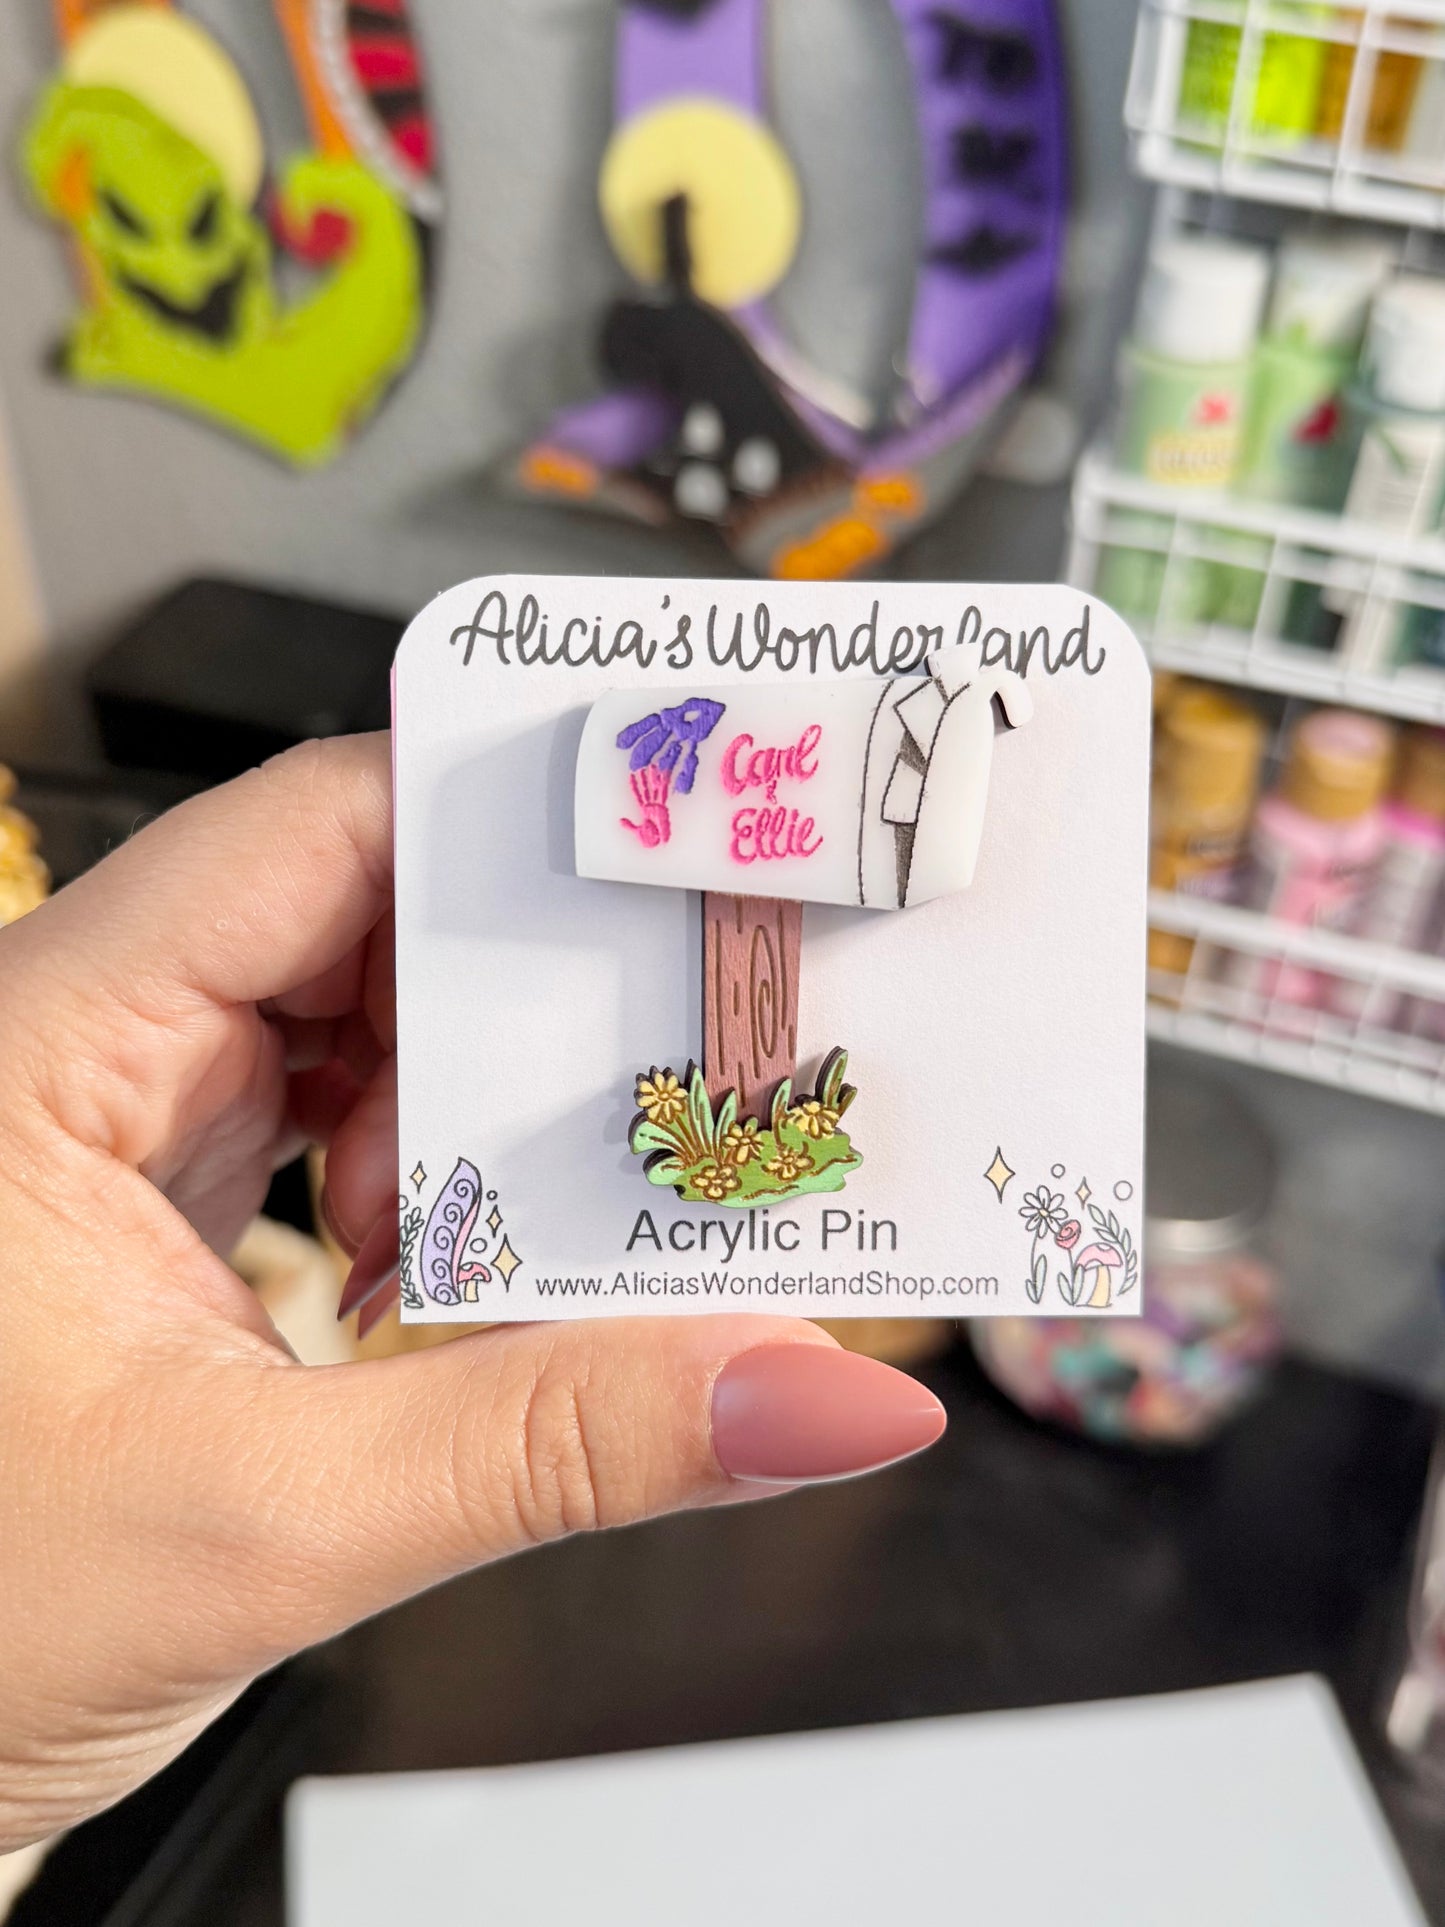 Alicia's Wonderland
Carl
&
Ellie
Acrylic Pin
www.AliciasWonderlandShop.com